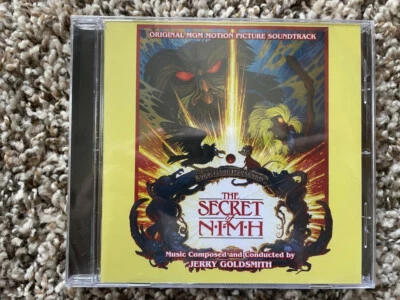 ORIGINAL MGM MOTION PICTURE SOUNDTRACK
THE
SECRET
of
N·I·M·H
Music Composed and Conducted by
JERRY GOLDSMITH